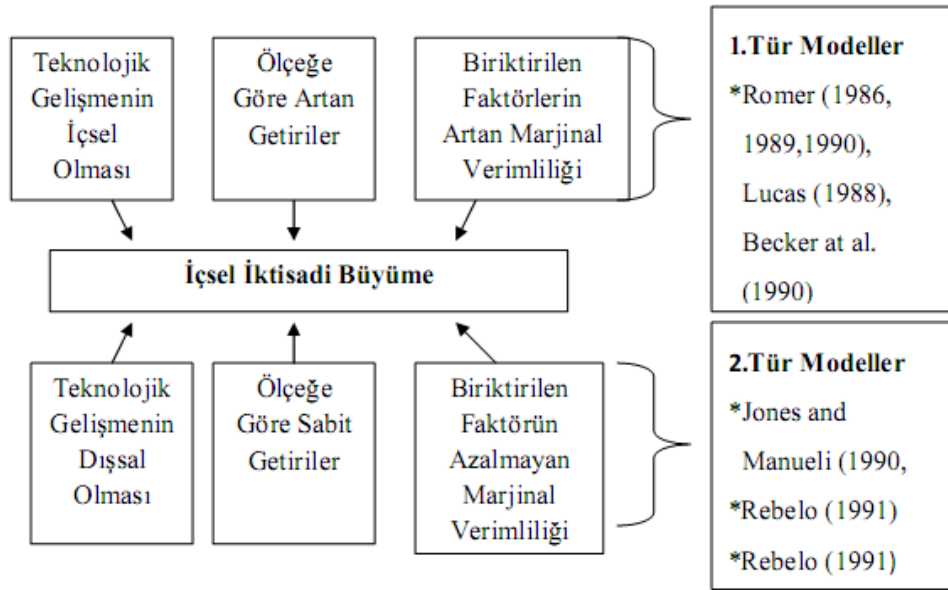 Teknolojik
Gelişmenin
İçsel
Olması
Ölçeğe
Göre Artan
Getiriler
Biriktirilen
Faktörlerin
Artan Marjinal
Verimliliği
1.Tür Modeller
*Romer (1986,
1989,1990),
Lucas (1988),
Becker at al.
(1990)
İçsel İktisadi Büyüme
Teknolojik
Gelişmenin
Dışsal
Olması
Ölçeğe
Göre Sabit
Getiriler
Biriktirilen
Faktörün
Azalmayan
Marjinal
Verimliliği
2.Tür Modeller
*Jones and
Manueli (1990,
*Rebelo (1991)
*Rebelo (1991)